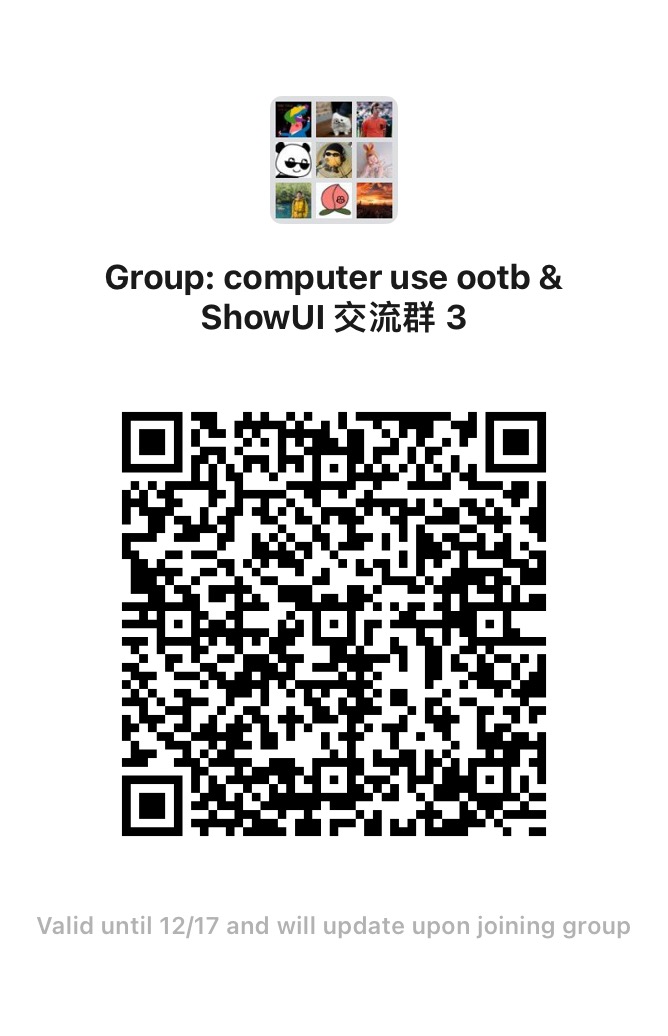 Group: computer use ootb &
ShowUI 交流群 3
Valid until 12/17 and will update upon joining group